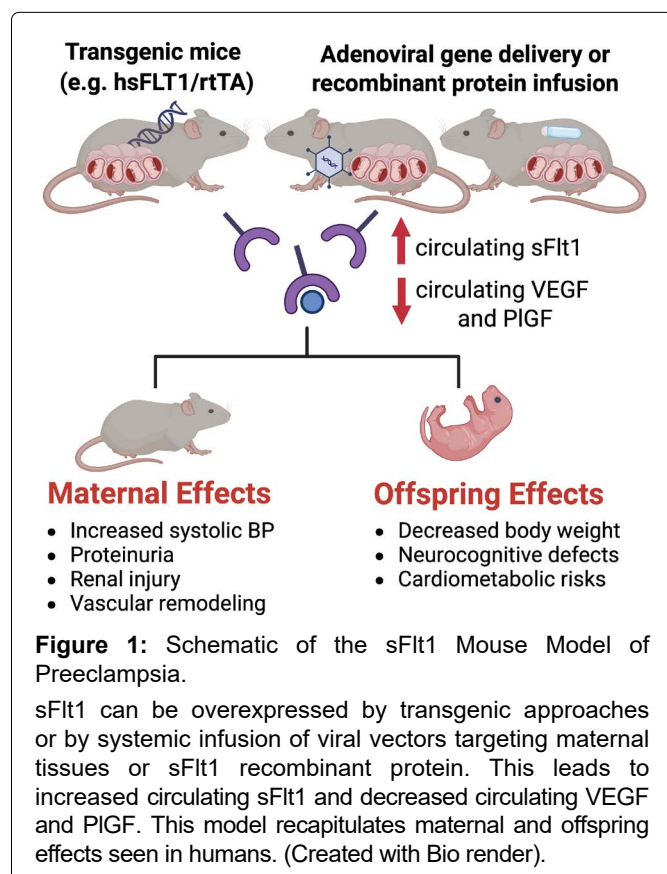 Transgenic mice
(e.g. hsFLT1/rtTA)
Adenoviral gene delivery or
recombinant protein infusion
circulating sFlt1
circulating VEGF
and PlGF
Maternal Effects
• Increased systolic BP
• Proteinuria
• Renal injury
• Vascular remodeling
Offspring Effects
• Decreased body weight
• Neurocognitive defects
• Cardiometabolic risks
Figure 1: Schematic of the sFlt1 Mouse Model of
Preeclampsia.
sFlt1 can be overexpressed by transgenic approaches
or by systemic infusion of viral vectors targeting maternal
tissues or sFlt1 recombinant protein. This leads to
increased circulating sFlt1 and decreased circulating VEGF
and PlGF. This model recapitulates maternal and offspring
effects seen in humans. (Created with Bio render).